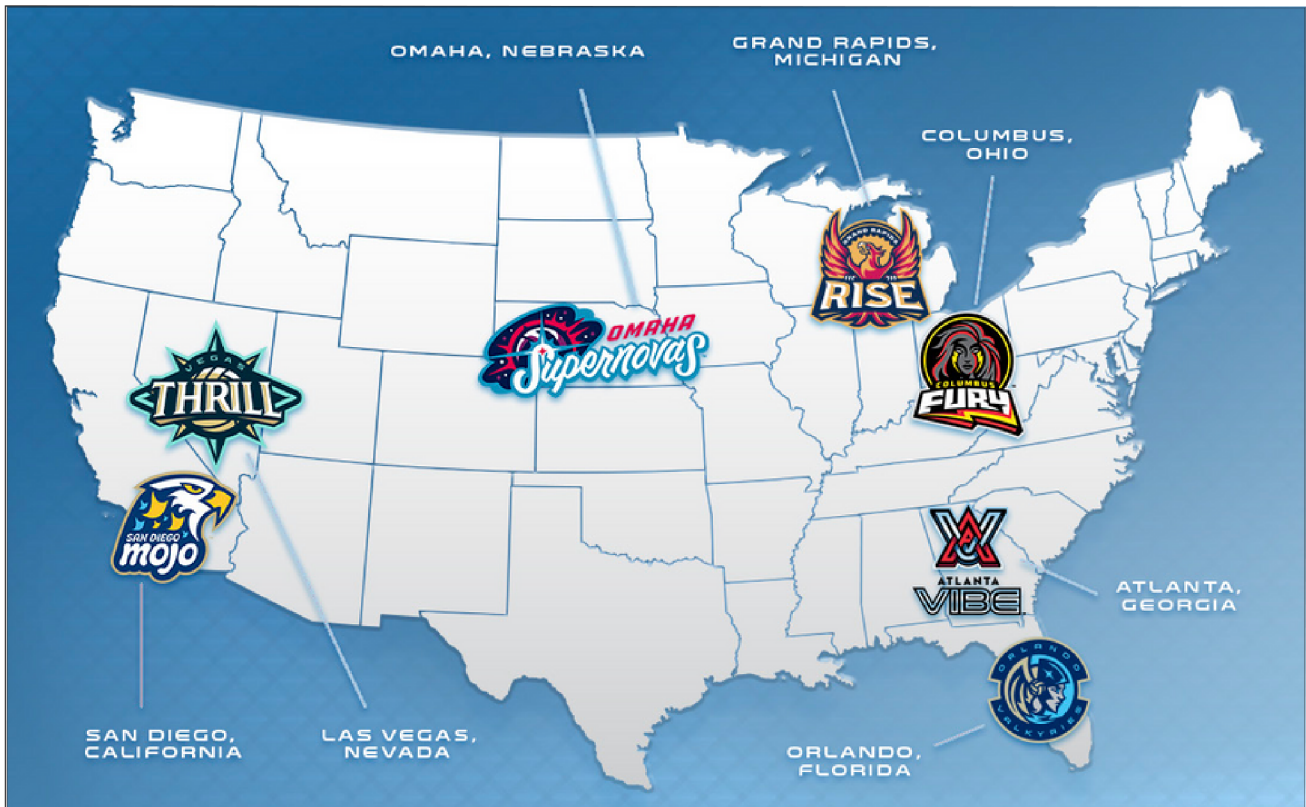 OMAHA, NEBRASKA
GRAND RAPIDS,
MICHIGAN
COLUMBUS,
OHIO
GRAND RAPIDS
RISE
OMAHA
Supernovas
VEGAS
THRILL
COLUMBUS
FURY
SAN DIEGO
mojo
ATLANTA
VIBE
ATLANTA,
GEORGIA
ORLANDO
VALKYRIES
SAN DIEGO,
CALIFORNIA
LAS VEGAS,
NEVADA
ORLANDO,
FLORIDA